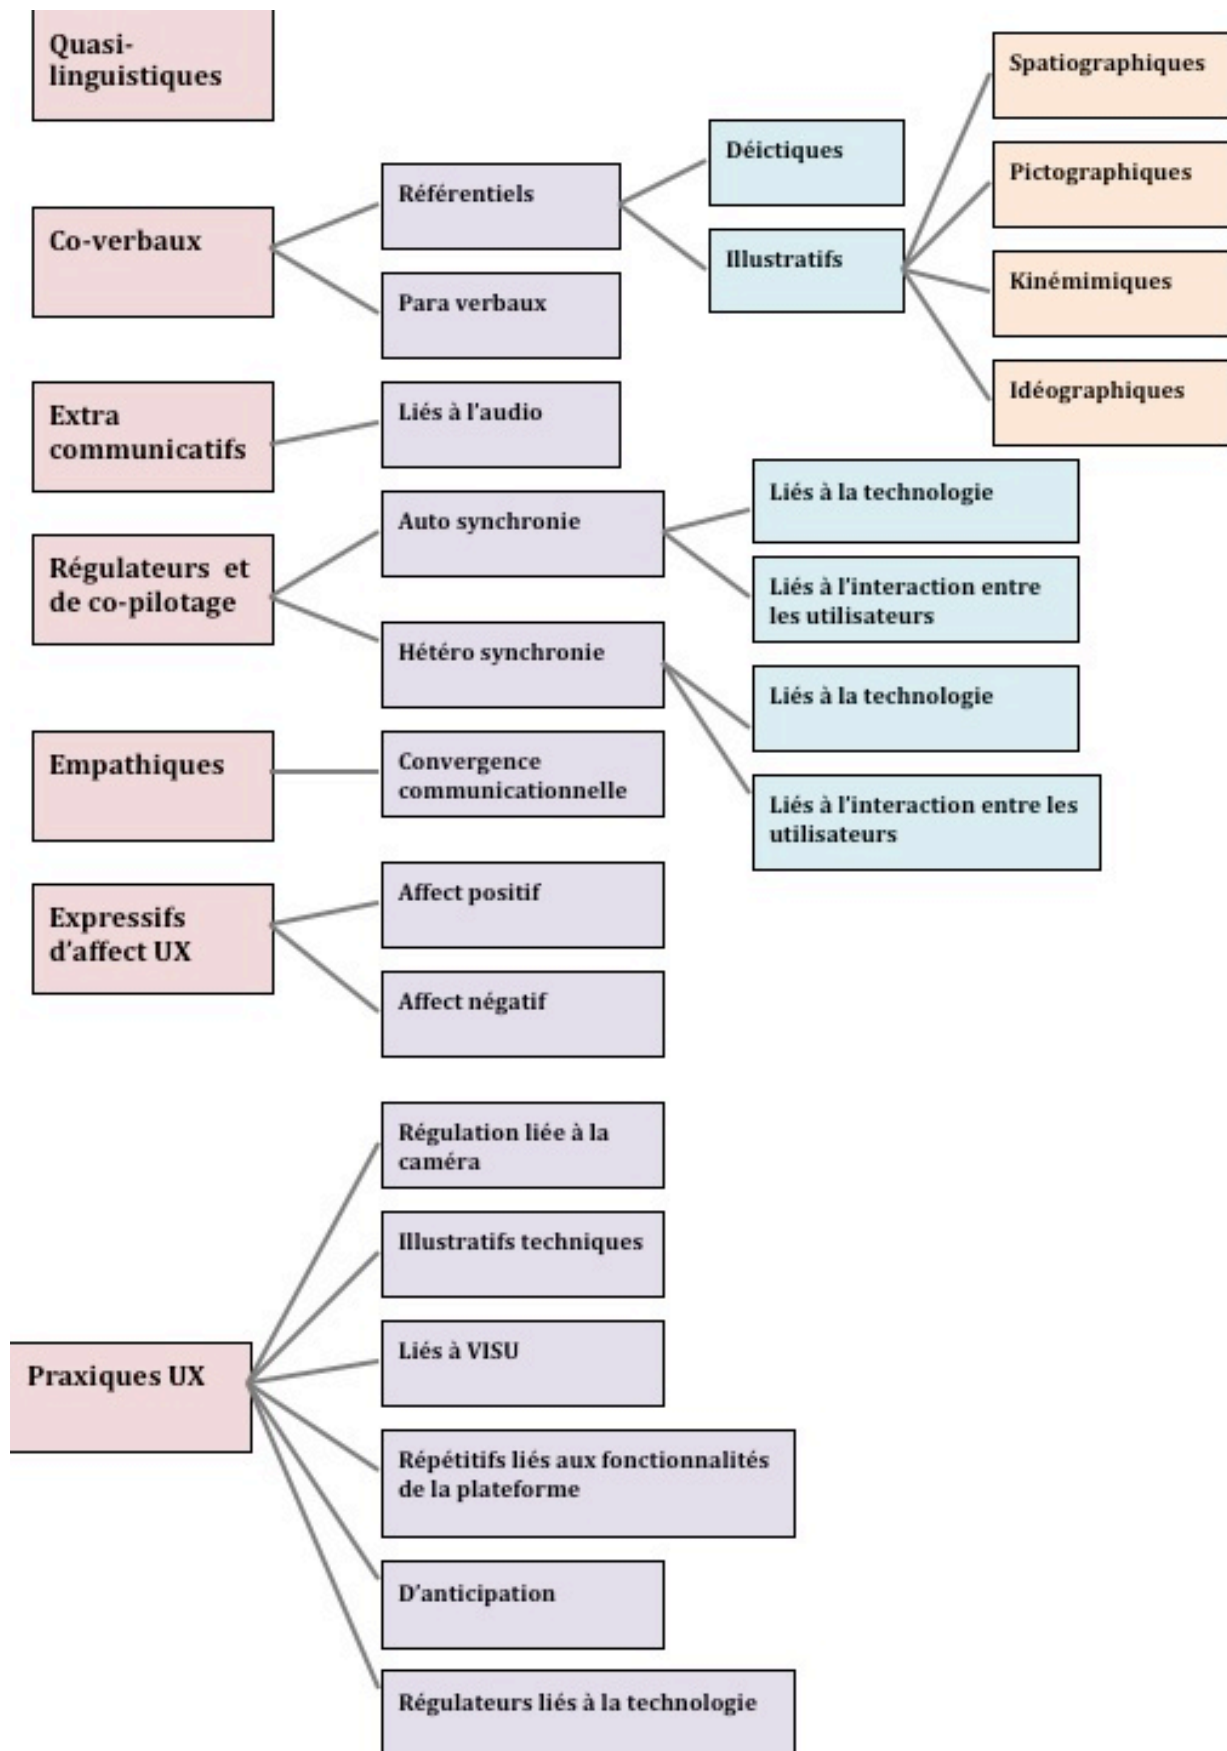 Quasi-
linguistiques
Spatiographiques
Déictiques
Pictographiques
Référentiels
Co-verbaux
Illustratifs
Kinémimiques
Para verbaux
Idéographiques
Extra
communicatifs
Liés à l'audio
Régulateurs et
de co-pilotage
Auto synchronie
Liés à la technologie
Liés à l'interaction entre
les utilisateurs
Hétéro synchronie
Liés à la technologie
Liés à l'interaction entre les
utilisateurs
Empathiques
Convergence
communicationnelle
Expressifs
d'affect UX
Affect positif
Affect négatif
Praxiques UX
Régulation liée à la
caméra
Illustratifs techniques
Liés à VISU
Répétitifs liés aux fonctionnalités
de la plateforme
D'anticipation
Régulateurs liés à la technologie